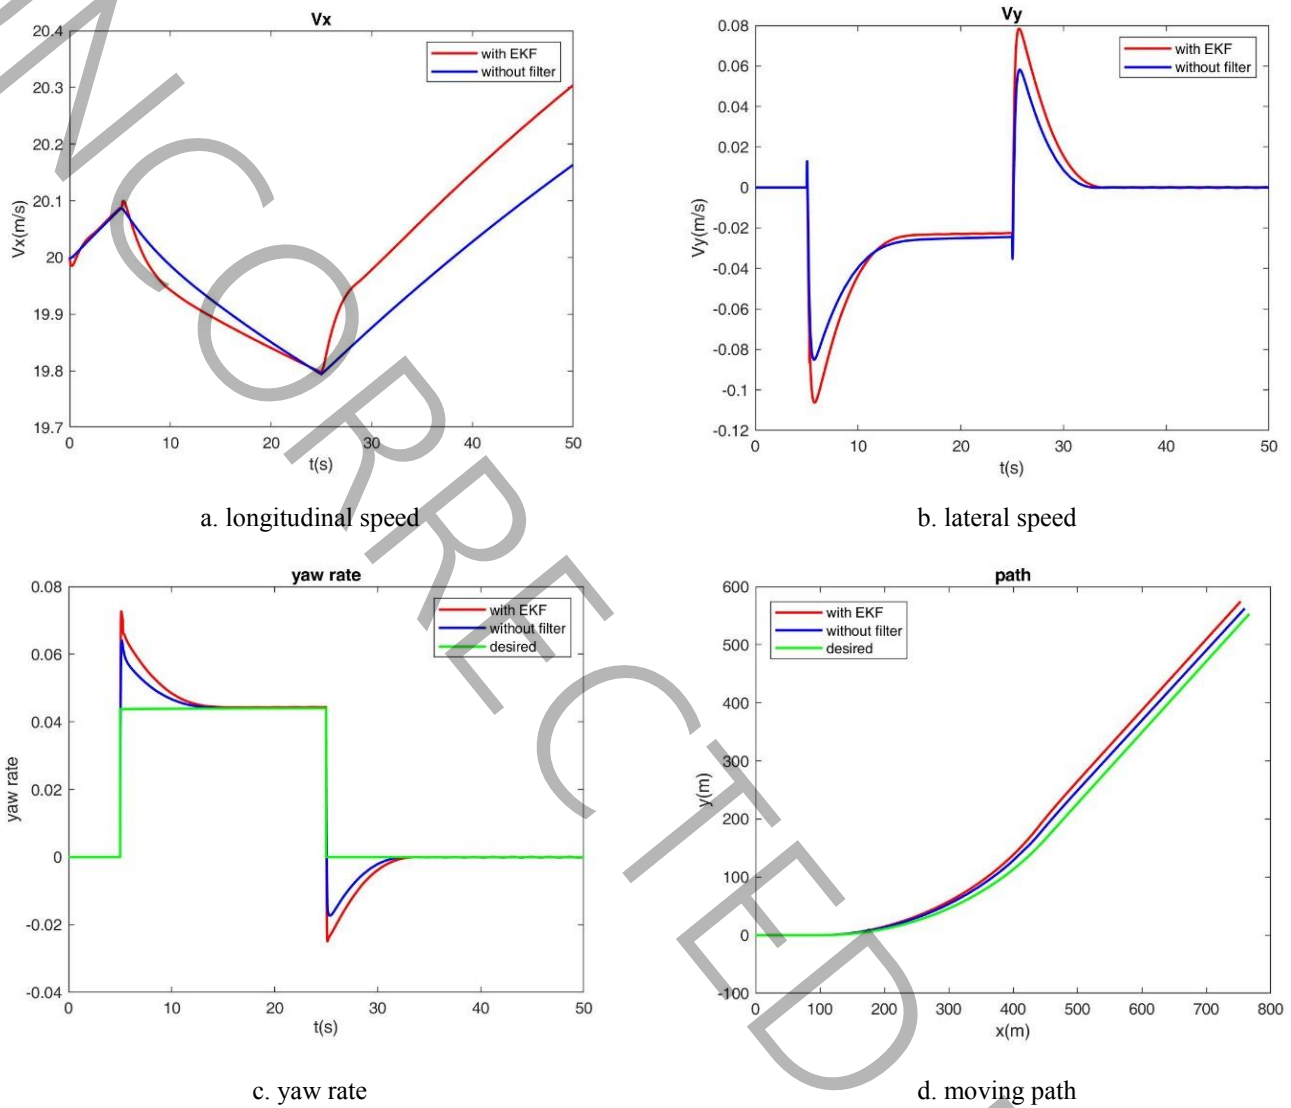 Vx
20.4
20.3
20.2
20.1
20
19.9
19.8
19.7
Vx(m/s)
with EKF
without filter
0 10 20 30 40 50
t(s)
a. longitudinal speed
Vy
0.08
0.06
0.04
0.02
0
-0.02
-0.04
-0.06
-0.08
-0.1
-0.12
Vy(m/s)
with EKF
without filter
0 10 20 30 40 50
t(s)
b. lateral speed
yaw rate
0.08
0.06
0.04
0.02
0
-0.02
-0.04
yaw rate
with EKF
without filter
desired
0 10 20 30 40 50
t(s)
c. yaw rate
path
600
500
400
300
200
100
0
-100
y(m)
with EKF
without filter
desired
0 100 200 300 400 500 600 700 800
x(m)
d. moving path
UNCORRECTED